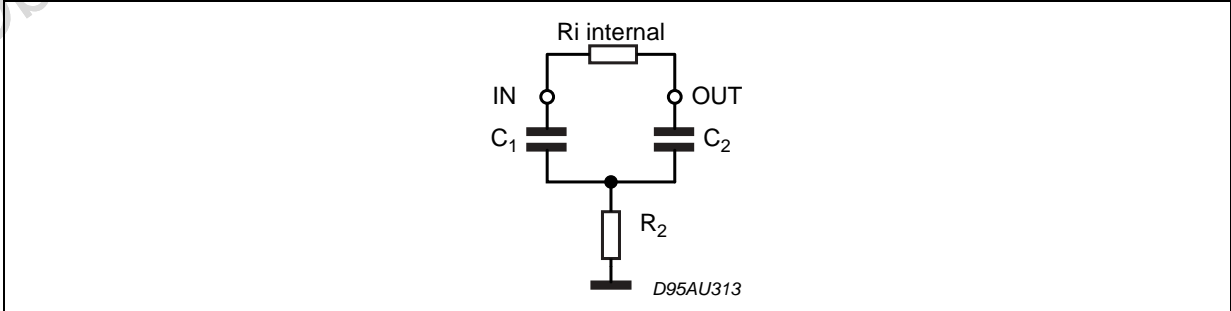 Ri internal
IN OUT
C₁ C₂
R₂
D95AU313